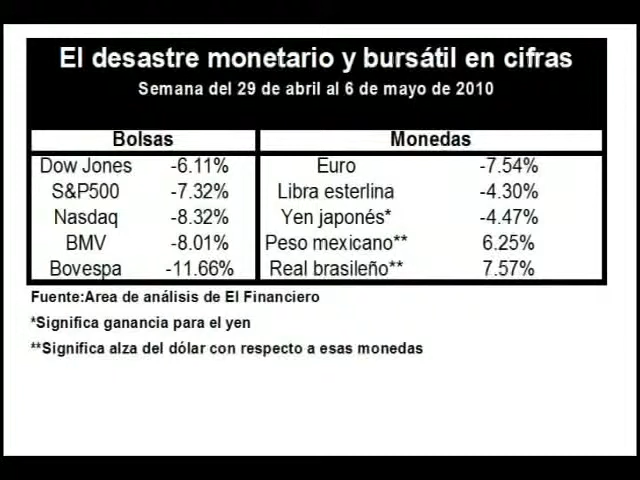 El desastre monetario y bursátil en cifras
Semana del 29 de abril al 6 de mayo de 2010
Bolsas Monedas
Dow Jones -6.11% Euro -7.54%
S&P500 -7.32% Libra esterlina -4.30%
Nasdaq -8.32% Yen japonés* -4.47%
BMV -8.01% Peso mexicano** 6.25%
Bovespa -11.66% Real brasileño** 7.57%
Fuente:Area de análisis de El Financiero
*Significa ganancia para el yen
**Significa alza del dólar con respecto a esas monedas